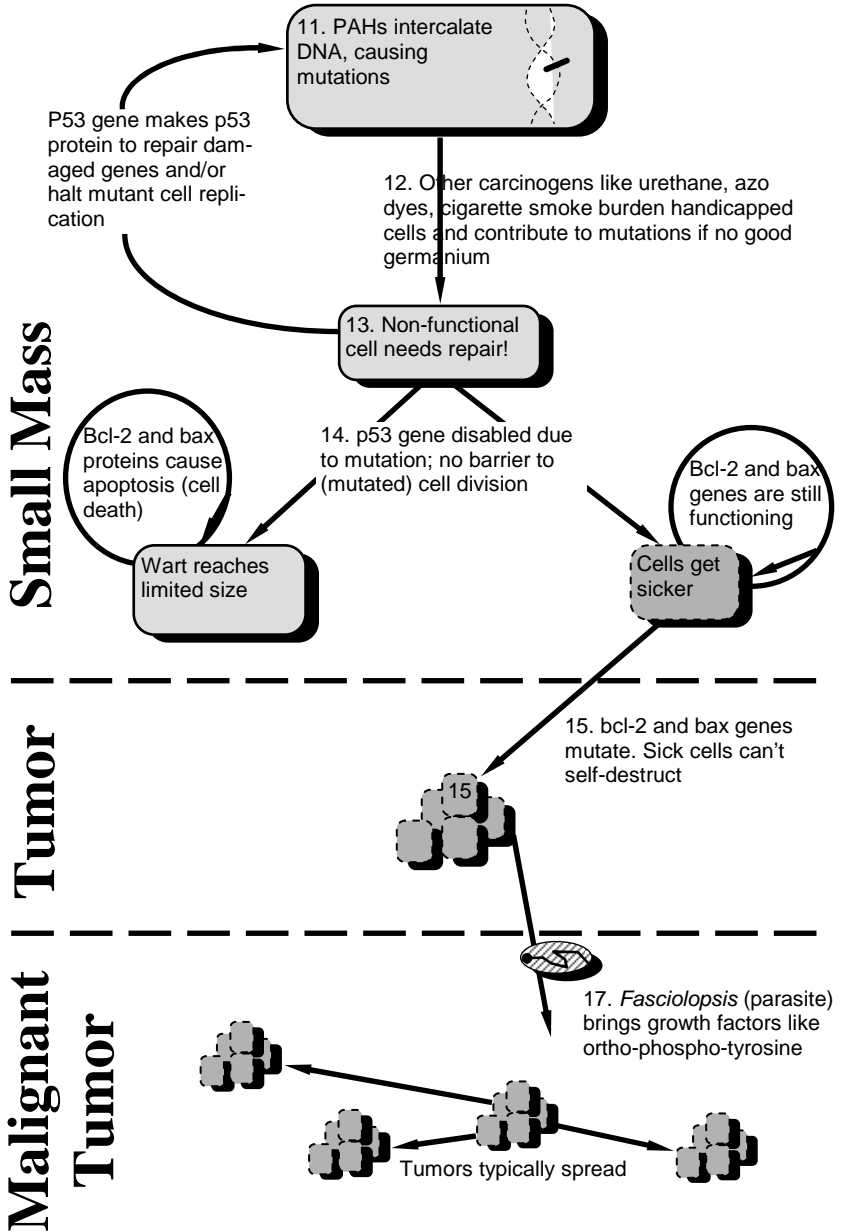 11. PAHs intercalate
DNA, causing
mutations
P53 gene makes p53
protein to repair dam-
aged genes and/or
halt mutant cell repli-
cation
12. Other carcinogens like urethane, azo
dyes, cigarette smoke burden handicapped
cells and contribute to mutations if no good
germanium
13. Non-functional
cell needs repair!
Small Mass
Bcl-2 and bax
proteins cause
apoptosis (cell
death)
14. p53 gene disabled due
to mutation; no barrier to
(mutated) cell division
Bcl-2 and bax
genes are still
functioning
Wart reaches
limited size
Cells get
sicker
Tumor
15. bcl-2 and bax genes
mutate. Sick cells can't
self-destruct
15
Malignant
Tumor
17. Fasciolopsis (parasite)
brings growth factors like
ortho-phospho-tyrosine
Tumors typically spread